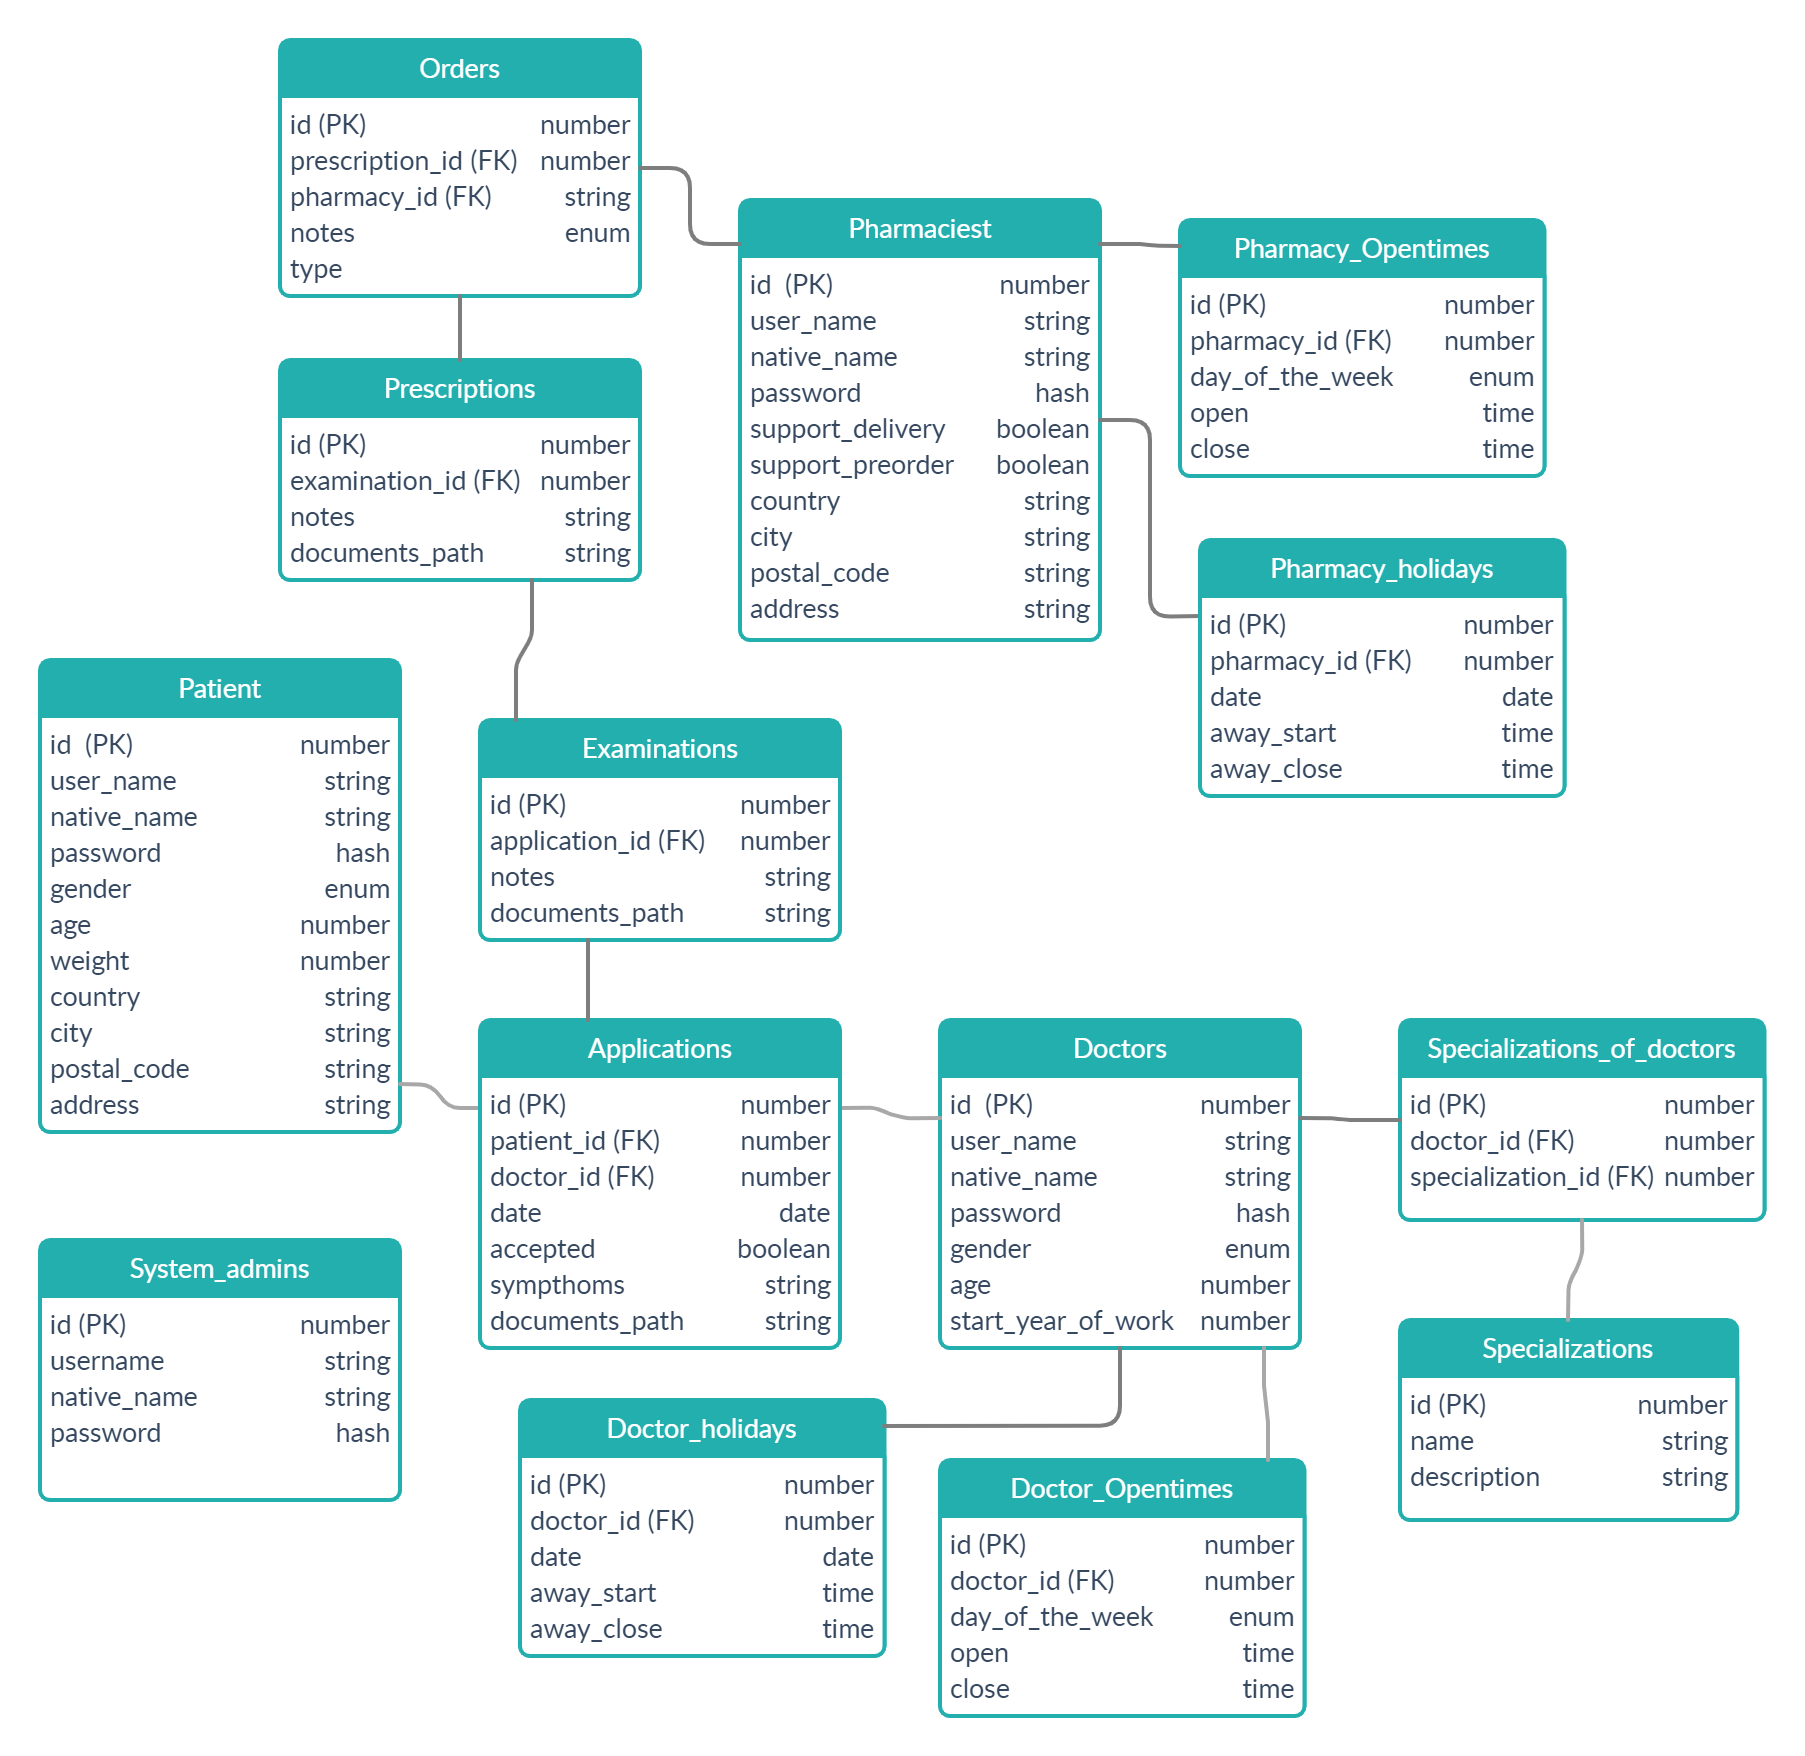 Orders
id (PK) number
prescription_id (FK) number
pharmacy_id (FK) string
notes enum
type
Pharmaciest
id (PK) number
user_name string
native_name string
password hash
support_delivery boolean
support_preorder boolean
country string
city string
postal_code string
address string
Pharmacy_Opentimes
id (PK) number
pharmacy_id (FK) number
day_of_the_week enum
open time
close time
Prescriptions
id (PK) number
examination_id (FK) number
notes string
documents_path string
Pharmacy_holidays
id (PK) number
pharmacy_id (FK) number
date date
away_start time
away_close time
Patient
id (PK) number
user_name string
native_name string
password hash
gender enum
age number
weight number
country string
city string
postal_code string
address string
Examinations
id (PK) number
application_id (FK) number
notes string
documents_path string
Applications
id (PK) number
patient_id (FK) number
doctor_id (FK) number
date date
accepted boolean
sympthoms string
documents_path string
Doctors
id (PK) number
user_name string
native_name string
password hash
gender enum
age number
start_year_of_work number
Specializations_of_doctors
id (PK) number
doctor_id (FK) number
specialization_id (FK) number
System_admins
id (PK) number
username string
native_name string
password hash
Specializations
id (PK) number
name string
description string
Doctor_holidays
id (PK) number
doctor_id (FK) number
date date
away_start time
away_close time
Doctor_Opentimes
id (PK) number
doctor_id (FK) number
day_of_the_week enum
open time
close time